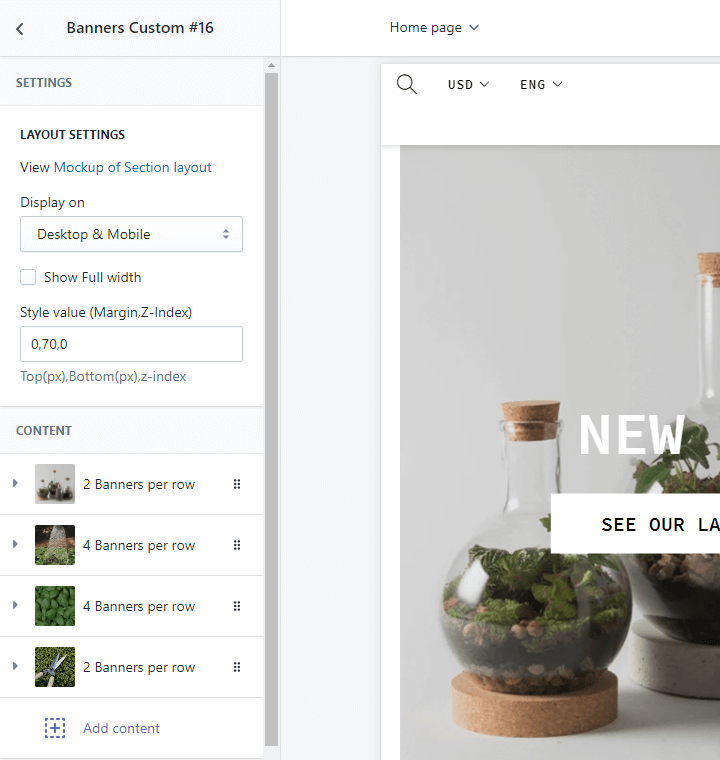 Banners Custom #16
Home page
SETTINGS
USD
ENG
LAYOUT SETTINGS
View Mockup of Section layout
Display on
Desktop & Mobile
Show Full width
Style value (Margin,Z-Index)
0,70,0
Top(px),Bottom(px),z-index
CONTENT
2 Banners per row
4 Banners per row
4 Banners per row
2 Banners per row
Add content
NEW
SEE OUR LA